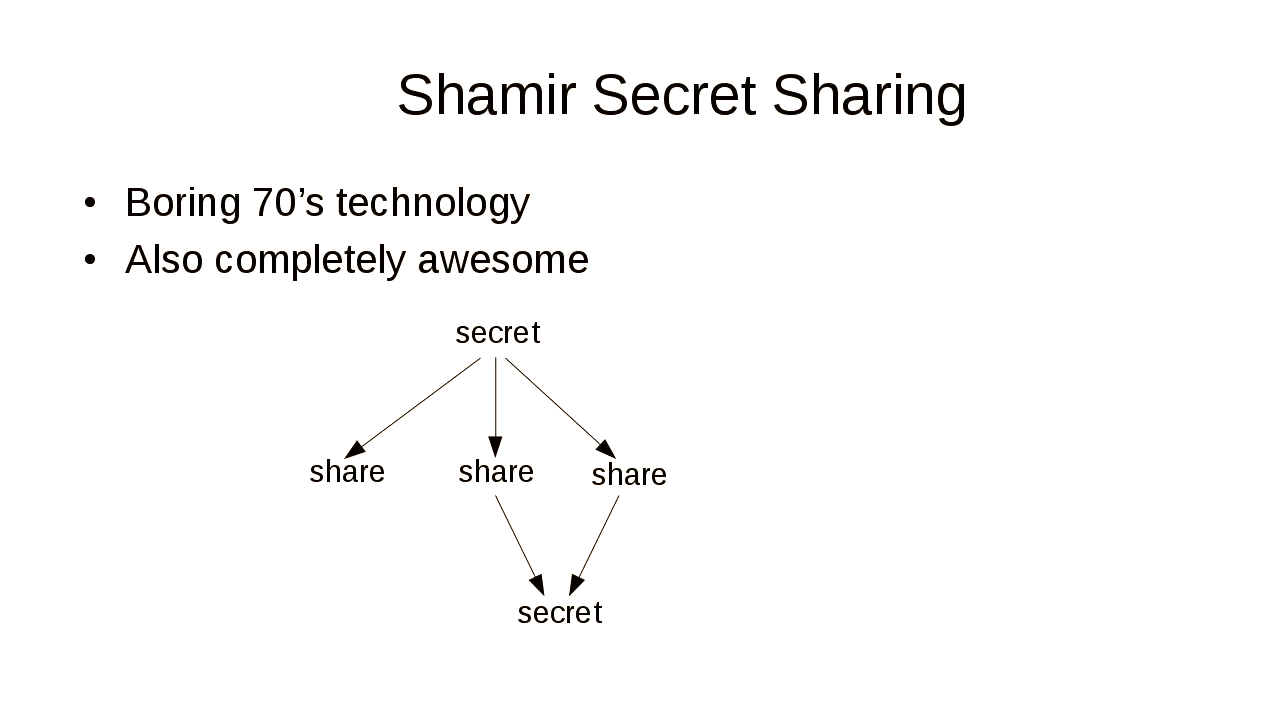 Shamir Secret Sharing
• Boring 70’s technology
• Also completely awesome
secret
share share share
secret